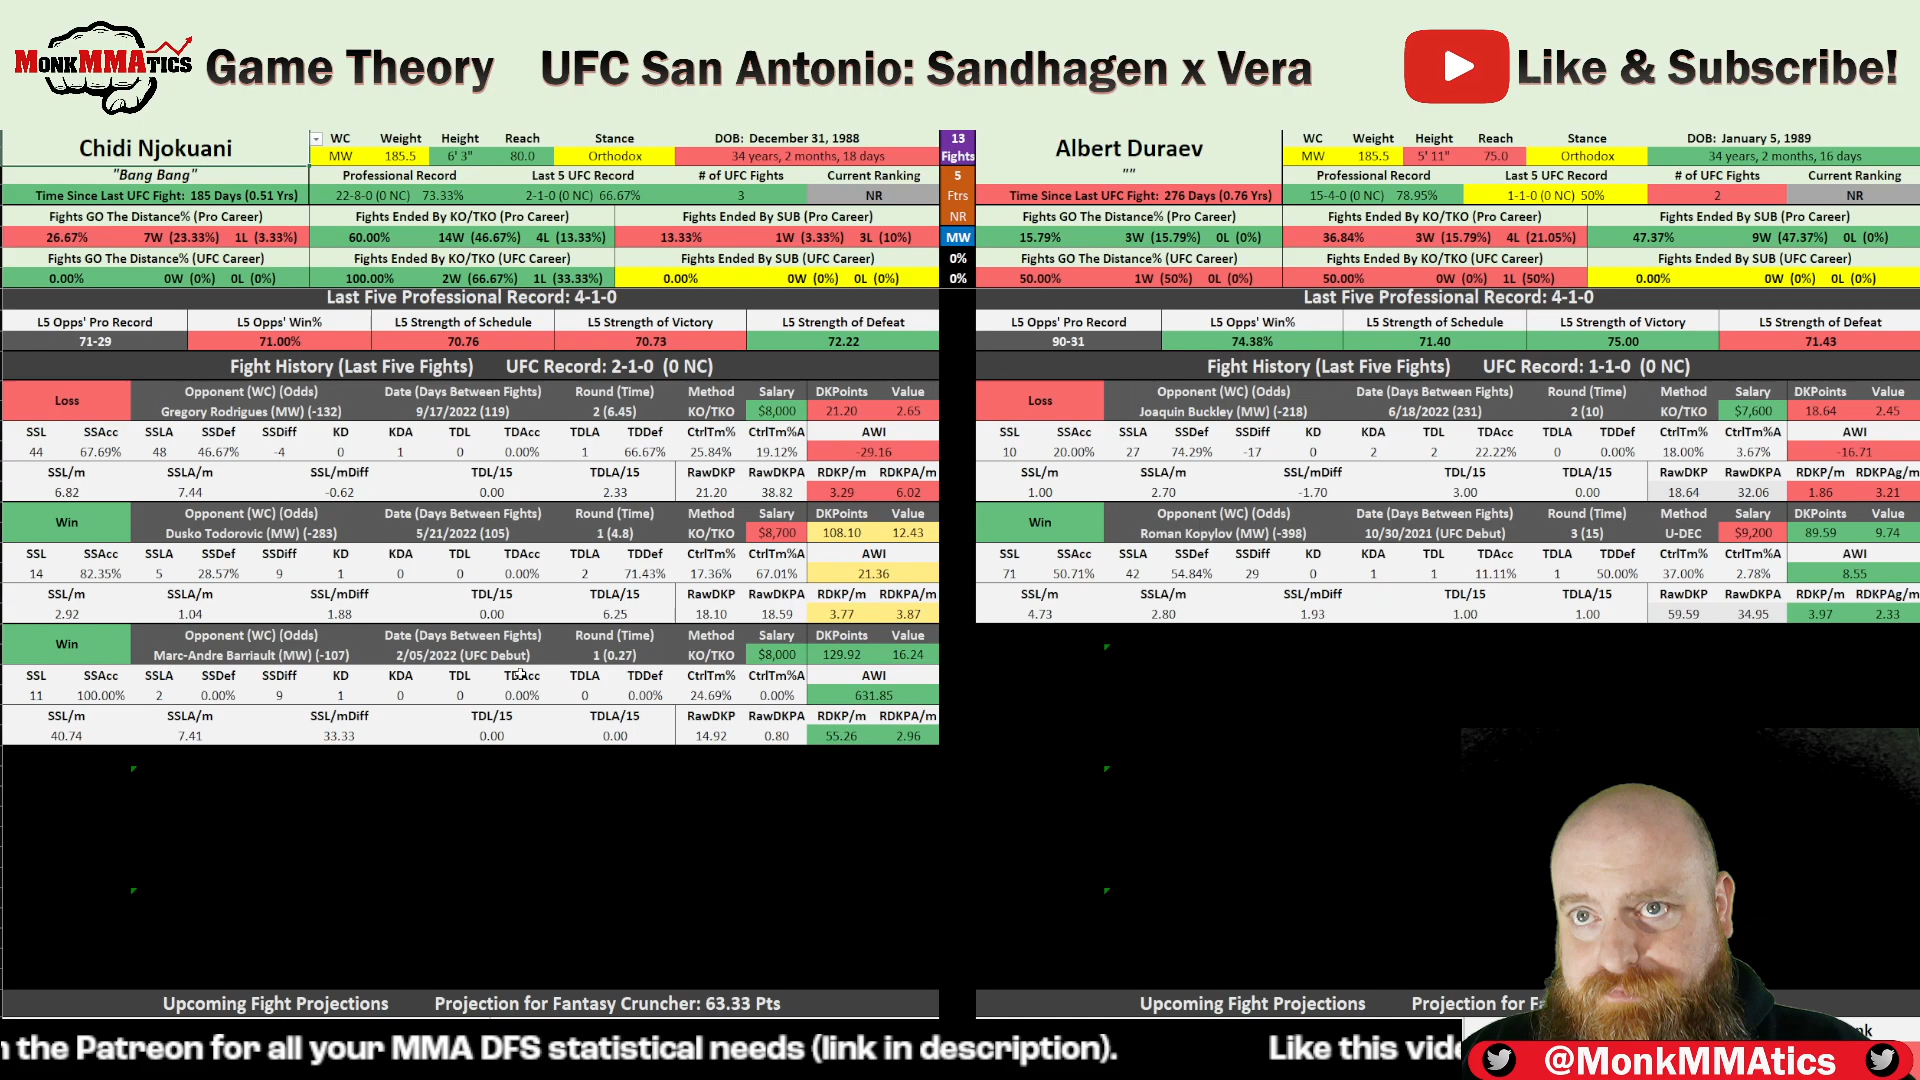 MONKMMATICS Game Theory UFC San Antonio: Sandhagen x Vera Like & Subscribe!
Chidi Njokuani
WC Weight Height Reach Stance DOB: December 31, 1988
MW 185.5 6' 3" 80.0 Orthodox 34 years, 2 months, 18 days
"Bang Bang" Professional Record Last 5 UFC Record # of UFC Fights Current Ranking
Time Since Last UFC Fight: 185 Days (0.51 Yrs) 22-8-0 (0 NC) 73.33% 2-1-0 (0 NC) 66.67% 3 NR
Fights GO The Distance% (Pro Career) Fights Ended By KO/TKO (Pro Career) Fights Ended By SUB (Pro Career)
26.67% 7W (23.33%) 1L (3.33%) 60.00% 14W (46.67%) 4L (13.33%) 13.33% 1W (3.33%) 3L (10%)
Fights GO The Distance% (UFC Career) Fights Ended By KO/TKO (UFC Career) Fights Ended By SUB (UFC Career)
0.00% 0W (0%) 0L (0%) 100.00% 2W (66.67%) 1L (33.33%) 0.00% 0W (0%) 0L (0%)
Last Five Professional Record: 4-1-0
L5 Opps' Pro Record L5 Opps' Win% L5 Strength of Schedule L5 Strength of Victory L5 Strength of Defeat
71-29 71.00% 70.76 70.73 72.22
Fight History (Last Five Fights) UFC Record: 2-1-0 (0 NC)
Loss
Opponent (WC) (Odds) Date (Days Between Fights) Round (Time) Method Salary DKPoints Value
Gregory Rodrigues (MW) (-132) 9/17/2022 (119) 2 (6.45) KO/TKO $8,000 21.20 2.65
SSL SSAcc SSLA SSDef SSDiff KD KDA TDL TDAcc TDLA TDDef CtrlTm% CtrlTm%A AWI
44 67.69% 48 46.67% -4 0 1 0 0.00% 1 66.67% 25.84% 19.12% -29.16
SSL/m SSLA/m SSL/mDiff TDL/15 TDLA/15 RawDKP RawDKPA RDKP/m RDKPA/m
6.82 7.44 -0.62 0.00 2.33 21.20 38.82 3.29 6.02
Win
Opponent (WC) (Odds) Date (Days Between Fights) Round (Time) Method Salary DKPoints Value
Dusko Todorovic (MW) (-283) 5/21/2022 (105) 1 (4.8) KO/TKO $8,700 108.10 12.43
SSL SSAcc SSLA SSDef SSDiff KD KDA TDL TDAcc TDLA TDDef CtrlTm% CtrlTm%A AWI
14 82.35% 5 28.57% 9 1 0 0 0.00% 2 71.43% 17.36% 67.01% 21.36
SSL/m SSLA/m SSL/mDiff TDL/15 TDLA/15 RawDKP RawDKPA RDKP/m RDKPA/m
2.92 1.04 1.88 0.00 6.25 18.10 18.59 3.77 3.87
Win
Opponent (WC) (Odds) Date (Days Between Fights) Round (Time) Method Salary DKPoints Value
Marc-Andre Barriault (MW) (-107) 2/05/2022 (UFC Debut) 1 (0.27) KO/TKO $8,000 129.92 16.24
SSL SSAcc SSLA SSDef SSDiff KD KDA TDL TDAcc TDLA TDDef CtrlTm% CtrlTm%A AWI
11 100.00% 2 0.00% 9 1 0 0 0.00% 0 0.00% 24.69% 0.00% 631.85
SSL/m SSLA/m SSL/mDiff TDL/15 TDLA/15 RawDKP RawDKPA RDKP/m RDKPA/m
40.74 7.41 33.33 0.00 0.00 14.92 0.80 55.26 2.96
Upcoming Fight Projections Projection for Fantasy Cruncher: 63.33 Pts
13
Fights
5
Ftrs
NR
MW
0%
0%
Albert Duraev
WC Weight Height Reach Stance DOB: January 5, 1989
MW 185.5 5' 11" 75.0 Orthodox 34 years, 2 months, 16 days
"" Professional Record Last 5 UFC Record # of UFC Fights Current Ranking
Time Since Last UFC Fight: 276 Days (0.76 Yrs) 15-4-0 (0 NC) 78.95% 1-1-0 (0 NC) 50% 2 NR
Fights GO The Distance% (Pro Career) Fights Ended By KO/TKO (Pro Career) Fights Ended By SUB (Pro Career)
15.79% 3W (15.79%) 0L (0%) 36.84% 3W (15.79%) 4L (21.05%) 47.37% 9W (47.37%) 0L (0%)
Fights GO The Distance% (UFC Career) Fights Ended By KO/TKO (UFC Career) Fights Ended By SUB (UFC Career)
50.00% 1W (50%) 0L (0%) 50.00% 0W (0%) 1L (50%) 0.00% 0W (0%) 0L (0%)
Last Five Professional Record: 4-1-0
L5 Opps' Pro Record L5 Opps' Win% L5 Strength of Schedule L5 Strength of Victory L5 Strength of Defeat
90-31 74.38% 71.40 75.00 71.43
Fight History (Last Five Fights) UFC Record: 1-1-0 (0 NC)
Loss
Opponent (WC) (Odds) Date (Days Between Fights) Round (Time) Method Salary DKPoints Value
Joaquin Buckley (MW) (-218) 6/18/2022 (231) 2 (10) KO/TKO $7,600 18.64 2.45
SSL SSAcc SSLA SSDef SSDiff KD KDA TDL TDAcc TDLA TDDef CtrlTm% CtrlTm%A AWI
10 20.00% 27 74.29% -17 0 2 2 22.22% 0 0.00% 18.00% 3.67% -16.71
SSL/m SSLA/m SSL/mDiff TDL/15 TDLA/15 RawDKP RawDKPA RDKP/m RDKPAg/m
1.00 2.70 -1.70 3.00 0.00 18.64 32.06 1.86 3.21
Win
Opponent (WC) (Odds) Date (Days Between Fights) Round (Time) Method Salary DKPoints Value
Roman Kopylov (MW) (-398) 10/30/2021 (UFC Debut) 3 (15) U-DEC $9,200 89.59 9.74
SSL SSAcc SSLA SSDef SSDiff KD KDA TDL TDAcc TDLA TDDef CtrlTm% CtrlTm%A AWI
71 50.71% 42 54.84% 29 0 1 1 11.11% 1 50.00% 37.00% 2.78% 8.55
SSL/m SSLA/m SSL/mDiff TDL/15 TDLA/15 RawDKP RawDKPA RDKP/m RDKPAg/m
4.73 2.80 1.93 1.00 1.00 59.59 34.95 3.97 2.33
Upcoming Fight Projections Projection for
the Patreon for all your MMA DFS statistical needs (link in description). Like this
@MonkMMAtics